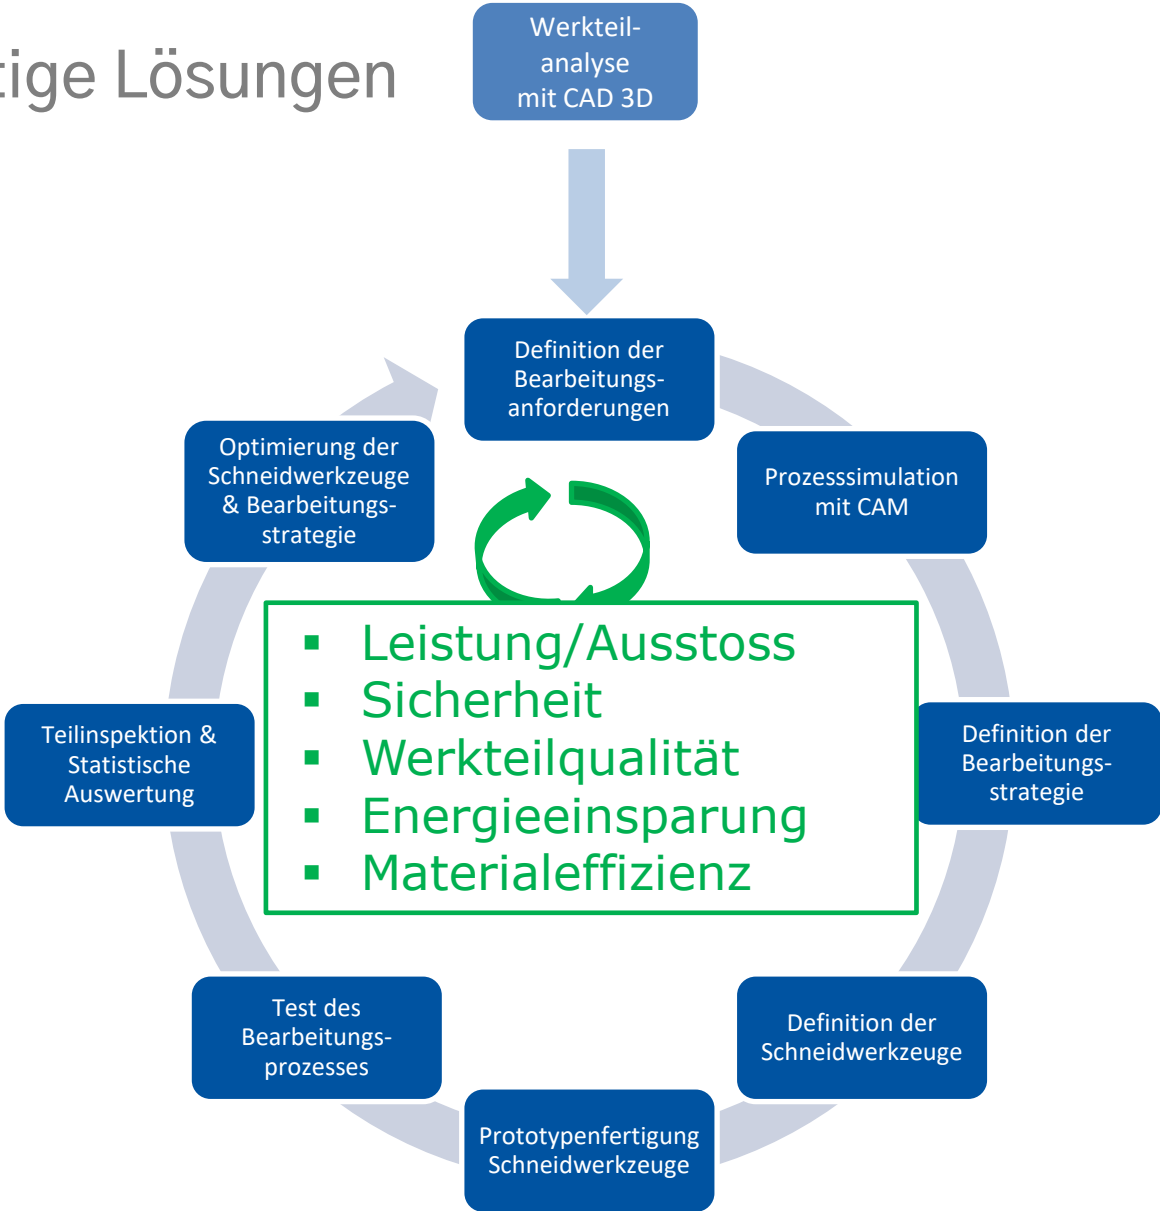 tige Lösungen
Werkteil-
analyse
mit CAD 3D
Definition der
Bearbeitungs-
anforderungen
Prozesssimulation
mit CAM
Definition der
Bearbeitungs-
strategie
Definition der
Schneidwerkzeuge
Prototypenfertigung
Schneidwerkzeuge
Test des
Bearbeitungs-
prozesses
Teilinspektion &
Statistische
Auswertung
Optimierung der
Schneidwerkzeuge
& Bearbeitungs-
strategie
▪ Leistung/Ausstoss
▪ Sicherheit
▪ Werkteilqualität
▪ Energieeinsparung
▪ Materialeffizienz